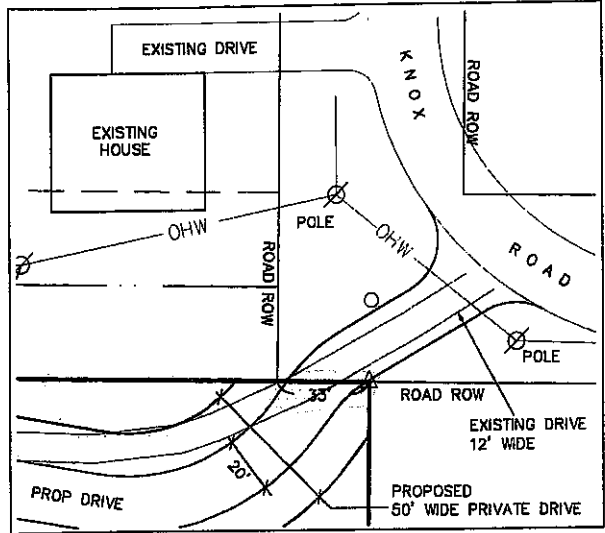 EXISTING DRIVE
KNOX
ROAD ROW
EXISTING
HOUSE
POLE
OHW
OHW
ROAD
ROAD ROW
POLE
33'
ROAD ROW
EXISTING DRIVE
12' WIDE
20'
PROP DRIVE
PROPOSED
50' WIDE PRIVATE DRIVE